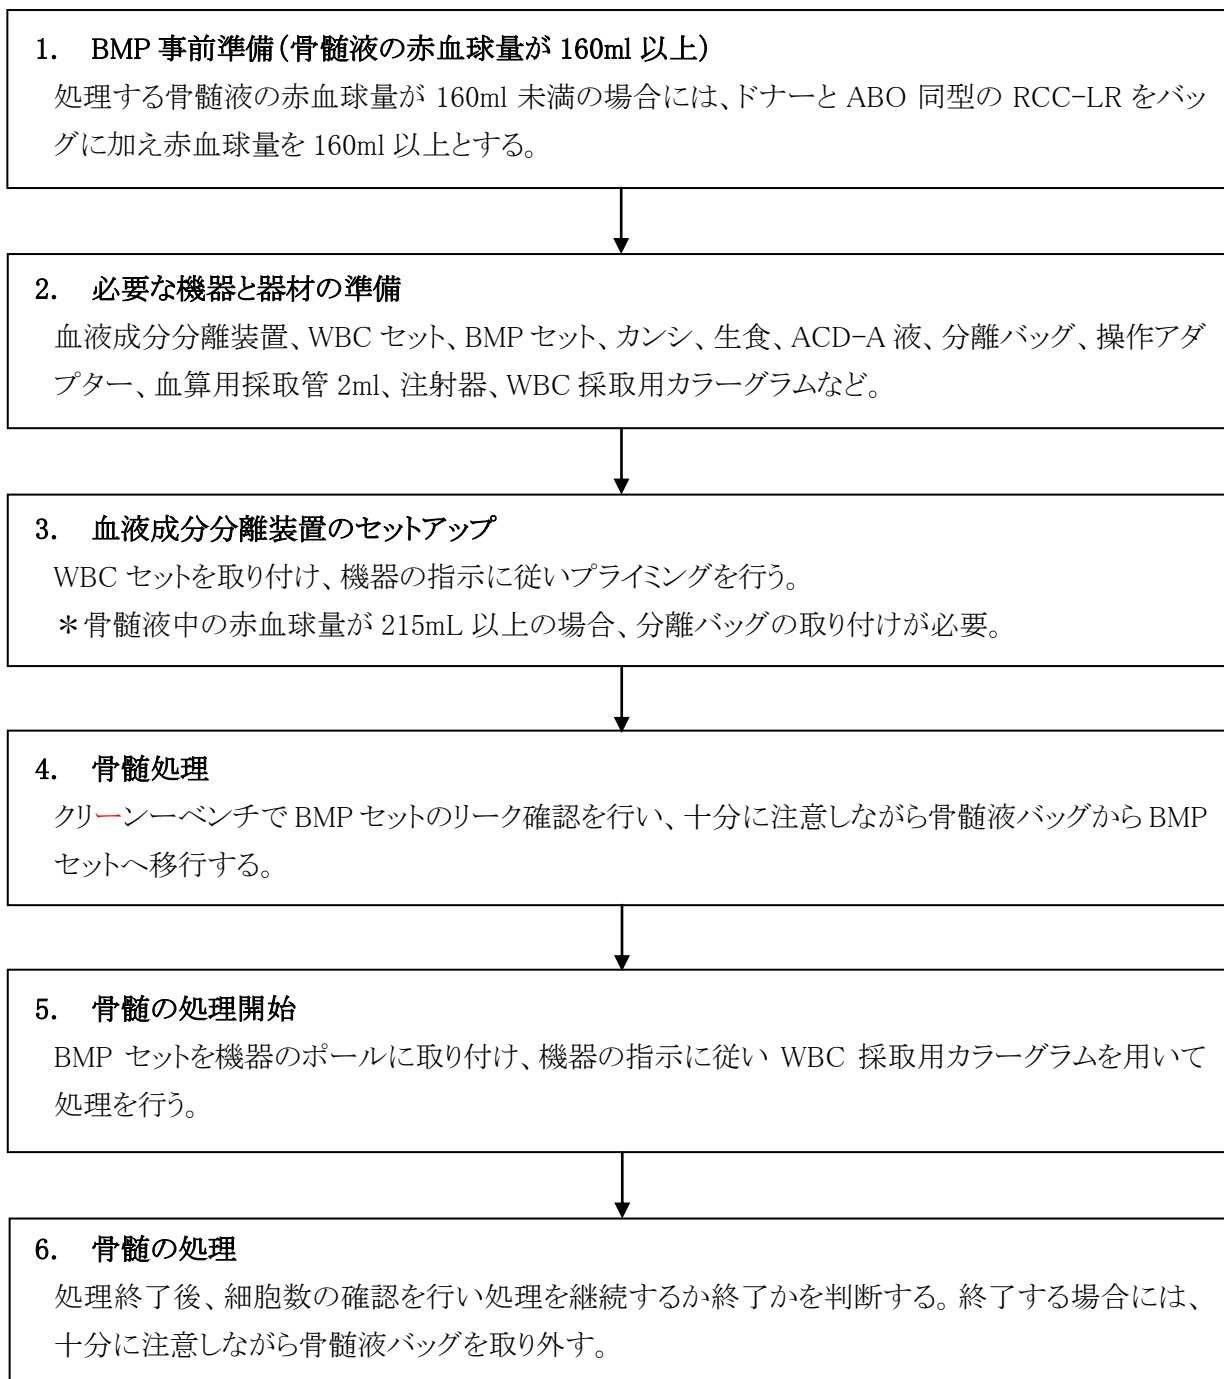 1. BMP 事前準備（骨髄液の赤血球量が 160ml 以上）
処理する骨髄液の赤血球量が 160ml 未満の場合には、ドナーと ABO 同型の RCC-LR をバッ
グに加え赤血球量を 160ml 以上とする。
2. 必要な機器と器材の準備
血液成分分離装置、WBC セット、BMP セット、カンシ、生食、ACD-A 液、分離バッグ、操作アダ
プター、血算用採取管 2ml、注射器、WBC 採取用カラーグラムなど。
3. 血液成分分離装置のセットアップ
WBC セットを取り付け、機器の指示に従いプライミングを行う。
＊骨髄液中の赤血球量が 215mL 以上の場合、分離バッグの取り付けが必要。
4. 骨髄処理
クリーンーベンチで BMP セットのリーク確認を行い、十分に注意しながら骨髄液バッグから BMP
セットへ移行する。
5. 骨髄の処理開始
BMP セットを機器のポールに取り付け、機器の指示に従い WBC 採取用カラーグラムを用いて
処理を行う。
6. 骨髄の処理
処理終了後、細胞数の確認を行い処理を継続するか終了かを判断する。終了する場合には、
十分に注意しながら骨髄液バッグを取り外す。